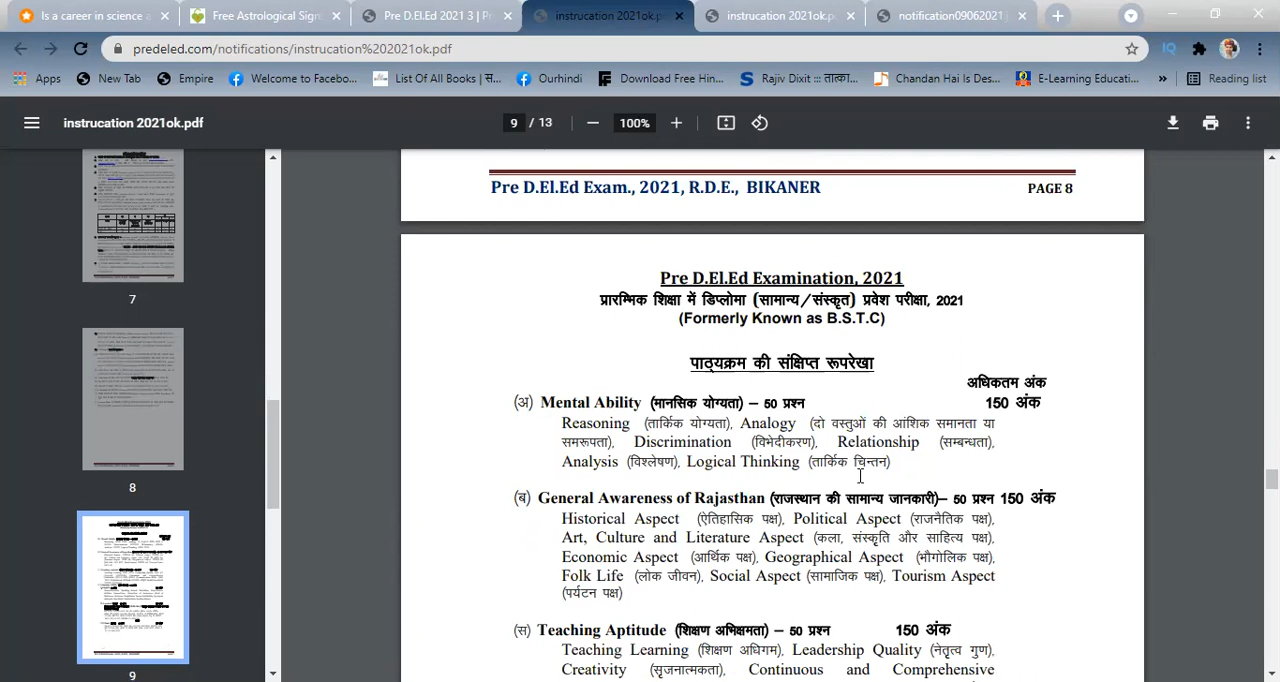 Is a career in science a
Free Astrological Sign
Pre D.El.Ed 2021 3 | P
instrucation 2021ok.p
instrucation 2021ok.p
notification09062021
predeled.com/notifications/instrucation%202021ok.pdf
Apps
New Tab
Empire
Welcome to Facebo...
List Of All Books | स...
Ourhindi
Download Free Hin...
Rajiv Dixit ::: तात्का...
Chandan Hai Is Des...
E-Learning Educati...
»
Reading list
instrucation 2021ok.pdf
9 / 13
100%
7
8
9
Pre D.El.Ed Exam., 2021, R.D.E., BIKANER
PAGE 8
Pre D.El.Ed Examination, 2021
प्रारम्भिक शिक्षा में डिप्लोमा (सामान्य/संस्कृत) प्रवेश परीक्षा, 2021
(Formerly Known as B.S.T.C)
पाठ्यक्रम की संक्षिप्त रूपरेखा
अधिकतम अंक
(अ) Mental Ability (मानसिक योग्यता) – 50 प्रश्न 150 अंक
Reasoning (तार्किक योग्यता), Analogy (दो वस्तुओं की आंशिक समानता या
समरूपता), Discrimination (विभेदीकरण), Relationship (सम्बन्धता),
Analysis (विश्लेषण), Logical Thinking (तार्किक चिन्तन)
(ब) General Awareness of Rajasthan (राजस्थान की सामान्य जानकारी)– 50 प्रश्न 150 अंक
Historical Aspect (ऐतिहासिक पक्ष), Political Aspect (राजनैतिक पक्ष),
Art, Culture and Literature Aspect (कला, संस्कृति और साहित्य पक्ष),
Economic Aspect (आर्थिक पक्ष), Geographical Aspect (भौगोलिक पक्ष),
Folk Life (लोक जीवन), Social Aspect (सामाजिक पक्ष), Tourism Aspect
(पर्यटन पक्ष)
(स) Teaching Aptitude (शिक्षण अभिक्षमता) – 50 प्रश्न 150 अंक
Teaching Learning (शिक्षण अधिगम), Leadership Quality (नेतृत्व गुण),
Creativity (सृजनात्मकता), Continuous and Comprehensive